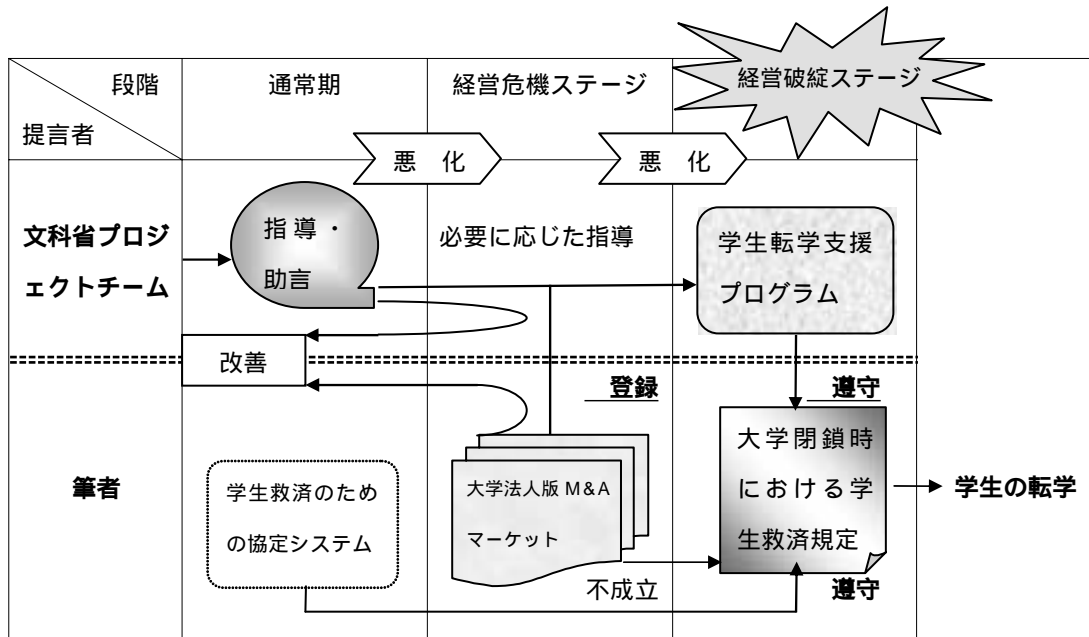 段階
提言者
通常期
経営危機ステージ
経営破綻ステージ
悪 化
悪 化
文科省プロジ
ェクトチーム
指導・
助言
必要に応じた指導
学生転学支援
プログラム
改善
登録
遵守
筆者
学生救済のため
の協定システム
大学法人版 M&A
マーケット
大学閉鎖時
における学
生救済規定
学生の転学
不成立
遵守